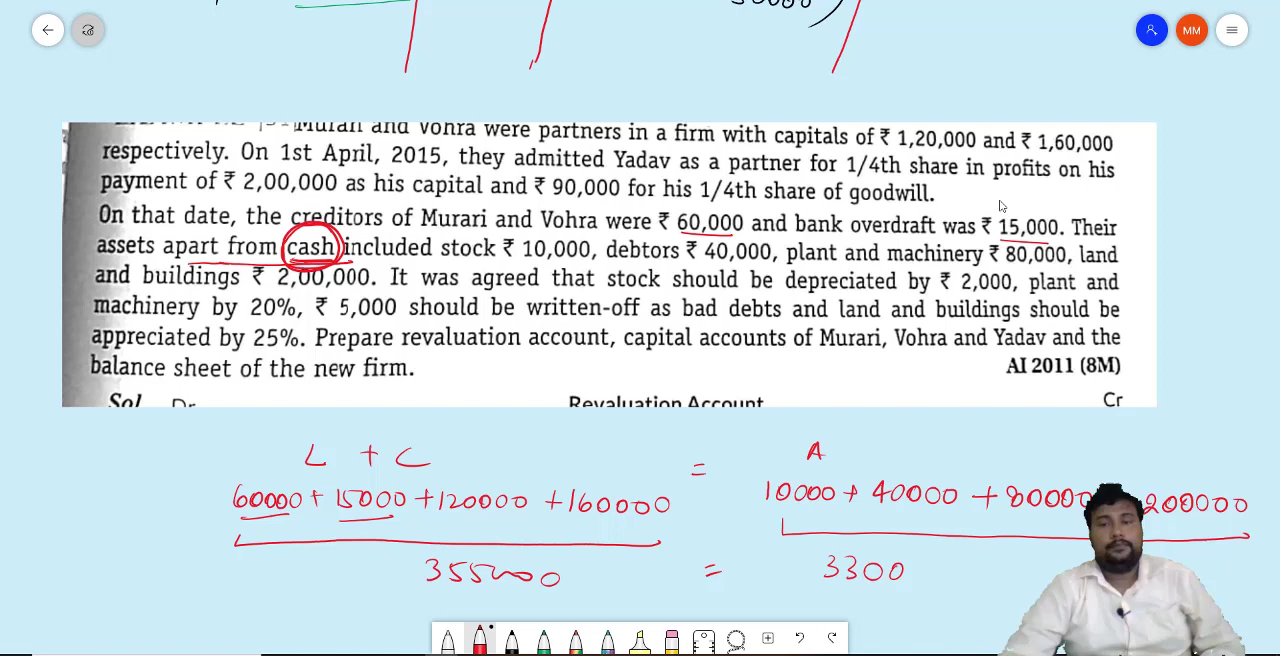 50000)
MM
Murari and Vohra were partners in a firm with capitals of ₹ 1,20,000 and ₹ 1,60,000
respectively. On 1st April, 2015, they admitted Yadav as a partner for 1/4th share in profits on his
payment of ₹ 2,00,000 as his capital and ₹ 90,000 for his 1/4th share of goodwill.
On that date, the creditors of Murari and Vohra were ₹ 60,000 and bank overdraft was ₹ 15,000. Their
assets apart from cash included stock ₹ 10,000, debtors ₹ 40,000, plant and machinery ₹ 80,000, land
and buildings ₹ 2,00,000. It was agreed that stock should be depreciated by ₹ 2,000, plant and
machinery by 20%, ₹ 5,000 should be written-off as bad debts and land and buildings should be
appreciated by 25%. Prepare revaluation account, capital accounts of Murari, Vohra and Yadav and the
balance sheet of the new firm. AI 2011 (8M)
Sol Dr Revaluation Account Cr
L + C = A
60000 + 15000 + 120000 + 160000 10000 + 40000 + 80000 200000
355000 = 3300